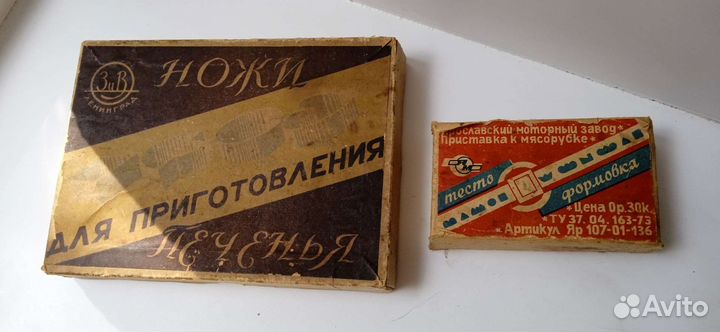 ЗиВ
ЛЕНИНГРАД
НОЖИ
ДЛЯ ПРИГОТОВЛЕНИЯ
ПЕЧЕНЬЯ
Ярославский моторный завод*
приставка к мясорубке*
тесто
формовка
*Цена 0р.30к.
*ТУ 37.04.163-73
*Артикул Яр 107-01-136
Avito